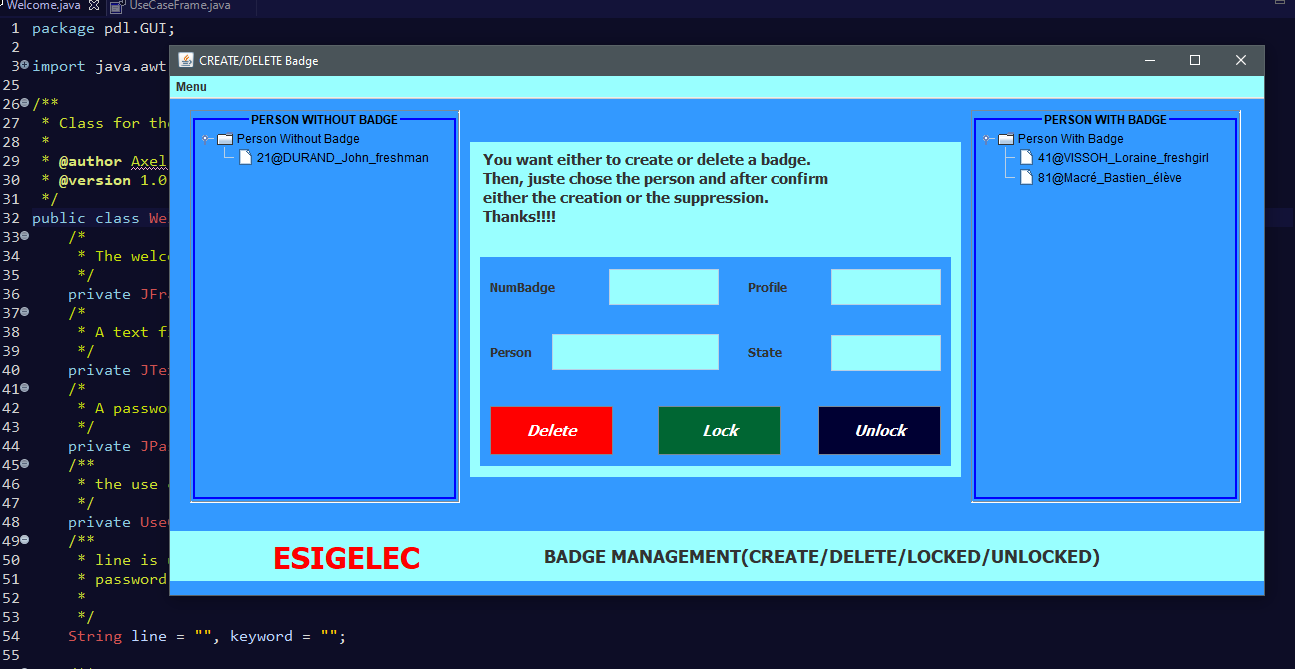 Welcome.java
UseCaseFrame.java
1 package pdl.GUI;
2
3 import java.awt
25
26 /**
27 * Class for the
28 *
29 * @author Axel
30 * @version 1.0
31 */
32 public class We
33 /*
34 * The welco
35 */
36 private JFra
37 /*
38 * A text f
39 */
40 private JTex
41 /*
42 * A passwo
43 */
44 private JPa
45 /**
46 * the use
47 */
48 private Use
49 /**
50 * line is
51 * password
52 *
53 */
54 String line = "", keyword = "";
55
CREATE/DELETE Badge
Menu
PERSON WITHOUT BADGE
Person Without Badge
21@DURAND_John_freshman
You want either to create or delete a badge.
Then, juste chose the person and after confirm
either the creation or the suppression.
Thanks!!!!
NumBadge
Profile
Person
State
Delete
Lock
Unlock
PERSON WITH BADGE
Person With Badge
41@VISSOH_Loraine_freshgirl
81@Macré_Bastien_élève
ESIGELEC
BADGE MANAGEMENT(CREATE/DELETE/LOCKED/UNLOCKED)